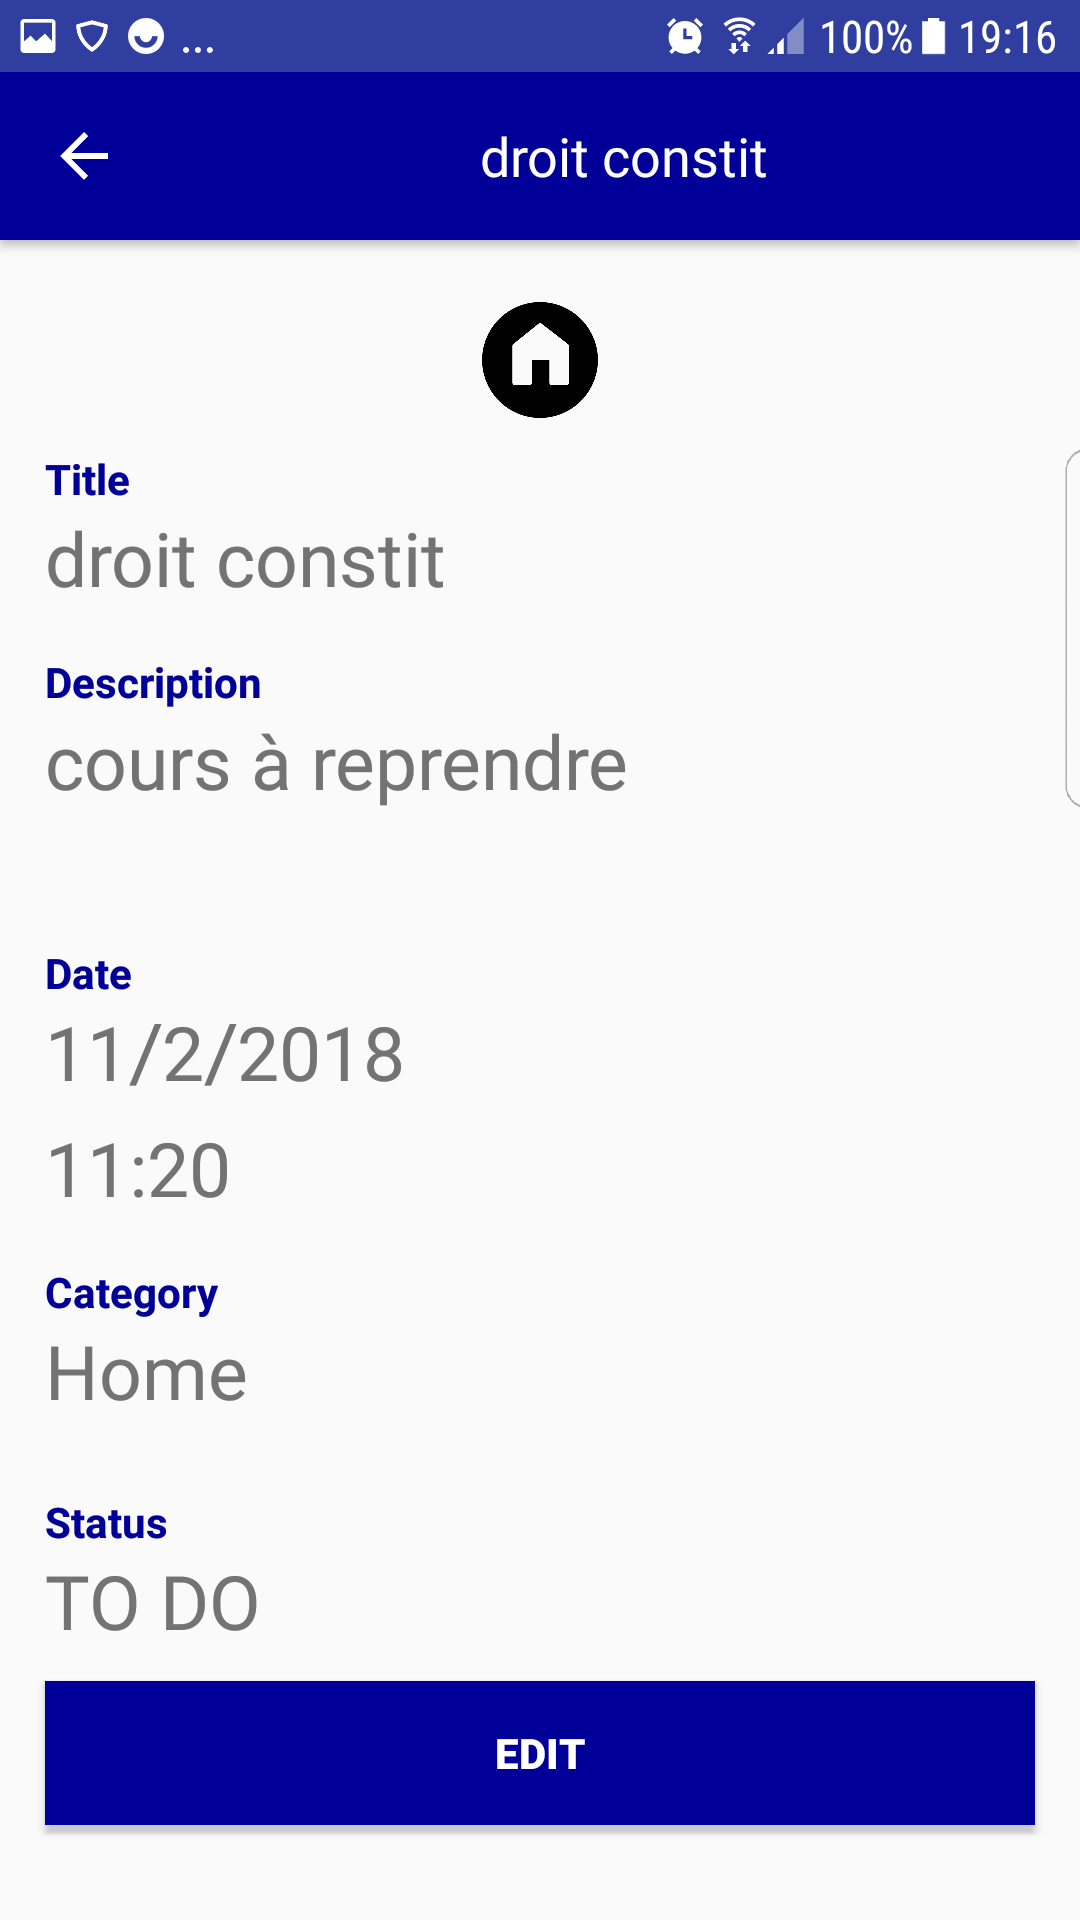 ... 100% 19:16
droit constit
Title
droit constit
Description
cours à reprendre
Date
11/2/2018
11:20
Category
Home
Status
TO DO
EDIT